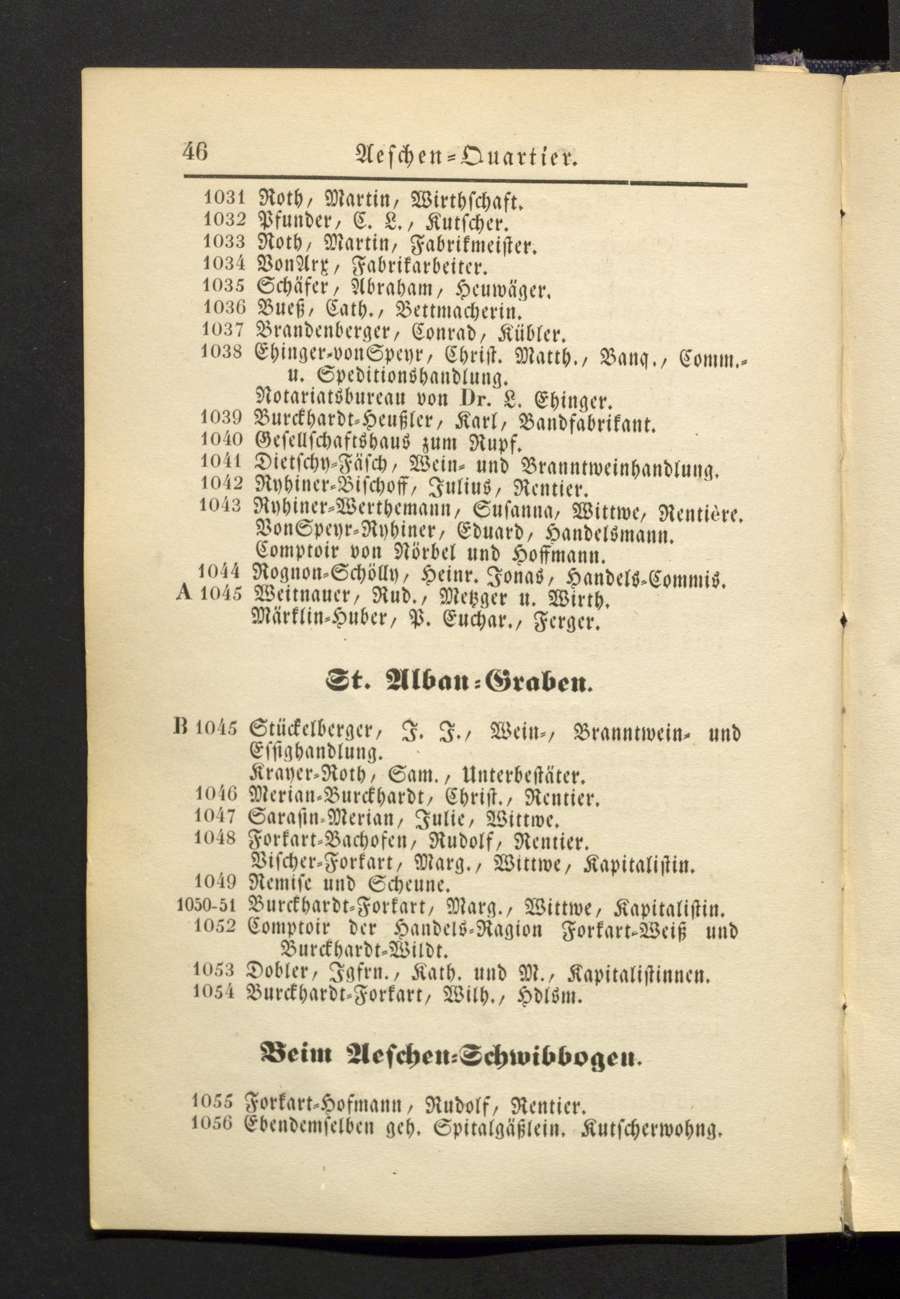 46 Aeschen-Quartier.
1031 Roth, Martin, Wirthschaft.
1032 Pfunder, C. L., Kutscher.
1033 Roth, Martin, Fabrikmeister.
1034 VonArx, Fabrikarbeiter.
1035 Schäfer, Abraham, Heuwäger.
1036 Bueß, Cath., Bettmacherin.
1037 Brandenberger, Conrad, Kübler.
1038 Ehinger-vonSpeyr, Christ. Matth., Banq., Comm.-
u. Speditionshandlung.
Notariatsbureau von Dr. L. Ehinger.
1039 Burckhardt-Heußler, Karl, Bandfabrikant.
1040 Gesellschaftshaus zum Rupf.
1041 Dietschy-Fäsch, Wein- und Branntweinhandlung.
1042 Ryhiner-Bischoff, Julius, Rentier.
1043 Ryhiner-Werthemann, Susanna, Wittwe, Rentière.
VonSpeyr-Ryhiner, Eduard, Handelsmann.
Comptoir von Nörbel und Hoffmann.
1044 Rognon-Schölly, Heinr. Jonas, Handels-Commis.
A 1045 Weitnauer, Rud., Metzger u. Wirth.
Märklin-Huber, P. Euchar., Ferger.
St. Alban-Graben.
B 1045 Stückelberger, J. J., Wein-, Branntwein- und
Essighandlung.
Krayer-Roth, Sam., Unterbestäter.
1046 Merian-Burckhardt, Christ., Rentier.
1047 Sarasin-Merian, Julie, Wittwe.
1048 Forkart-Bachofen, Rudolf, Rentier.
Vischer-Forkart, Marg., Wittwe, Kapitalistin.
1049 Remise und Scheune.
1050-51 Burckhardt-Forkart, Marg., Wittwe, Kapitalistin.
1052 Comptoir der Handels-Ragion Forkart-Weiß und
Burckhardt-Wildt.
1053 Dobler, Jgfrn., Kath. und M., Kapitalistinnen.
1054 Burckhardt-Forkart, Wilh., Hdlsm.
Beim Aeschen-Schwibbogen.
1055 Forkart-Hofmann, Rudolf, Rentier.
1056 Ebendemselben geh. Spitalgäßlein. Kutscherwohng.